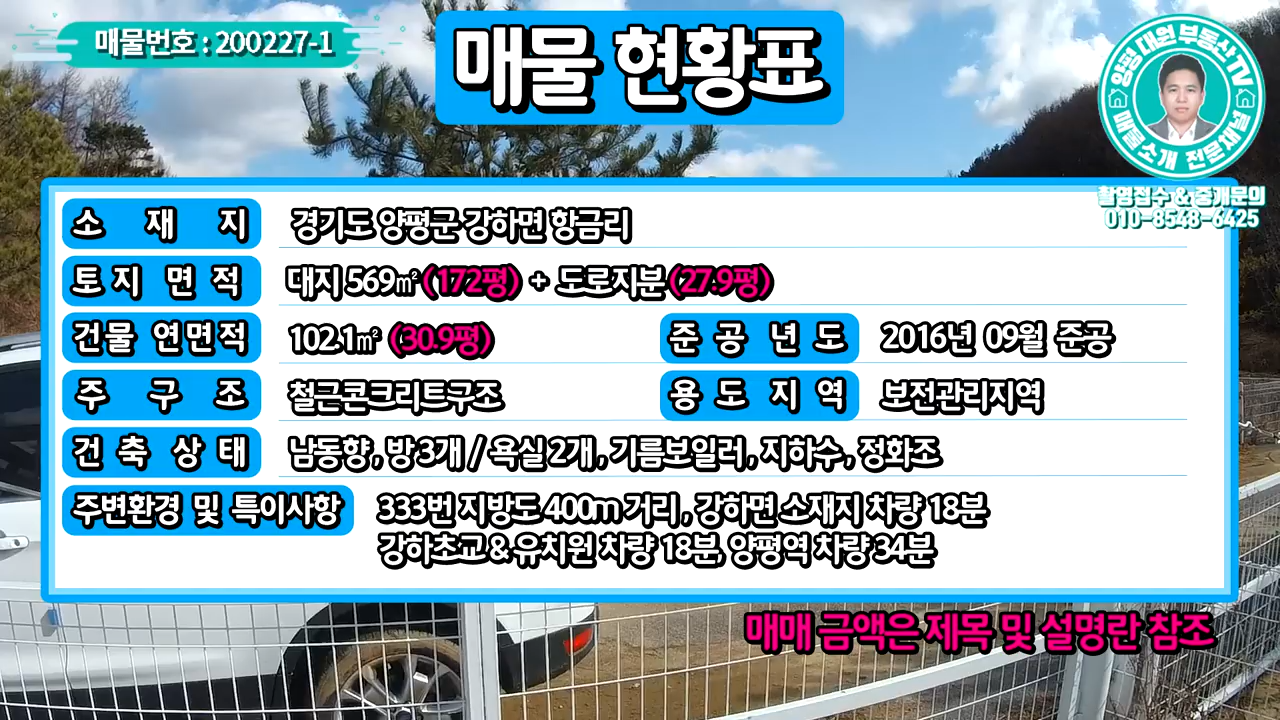 매물번호 : 200227-1
매물 현황표
양평 대원 부동산TV
매물소개 전문채널
촬영접수 & 중개문의
010-8548-6425
소 재 지 경기도 양평군 강하면 항금리
토지 면적 대지 569㎡(172평) + 도로지분(27.9평)
건물 연면적 102.1㎡ (30.9평) 준공년도 2016년 09월 준공
주 구 조 철근콘크리트구조 용도지역 보전관리지역
건축 상태 남동향, 방 3개 / 욕실 2개, 기름보일러, 지하수, 정화조
주변환경 및 특이사항 333번 지방도 400m 거리, 강하면 소재지 차량 18분
강하초교 & 유치원 차량 18분, 양평역 차량 34분
매매 금액은 제목 및 설명란 참조